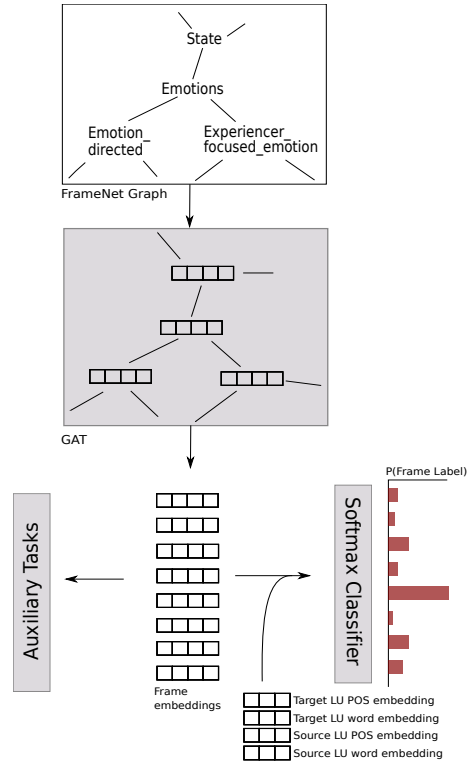 State
Emotions
Emotion_
directed
Experiencer_
focused_emotion
FrameNet Graph
GAT
P(Frame Label)
Auxiliary Tasks
Softmax Classifier
Frame
embeddings
Target LU POS embedding
Target LU word embedding
Source LU POS embedding
Source LU word embedding